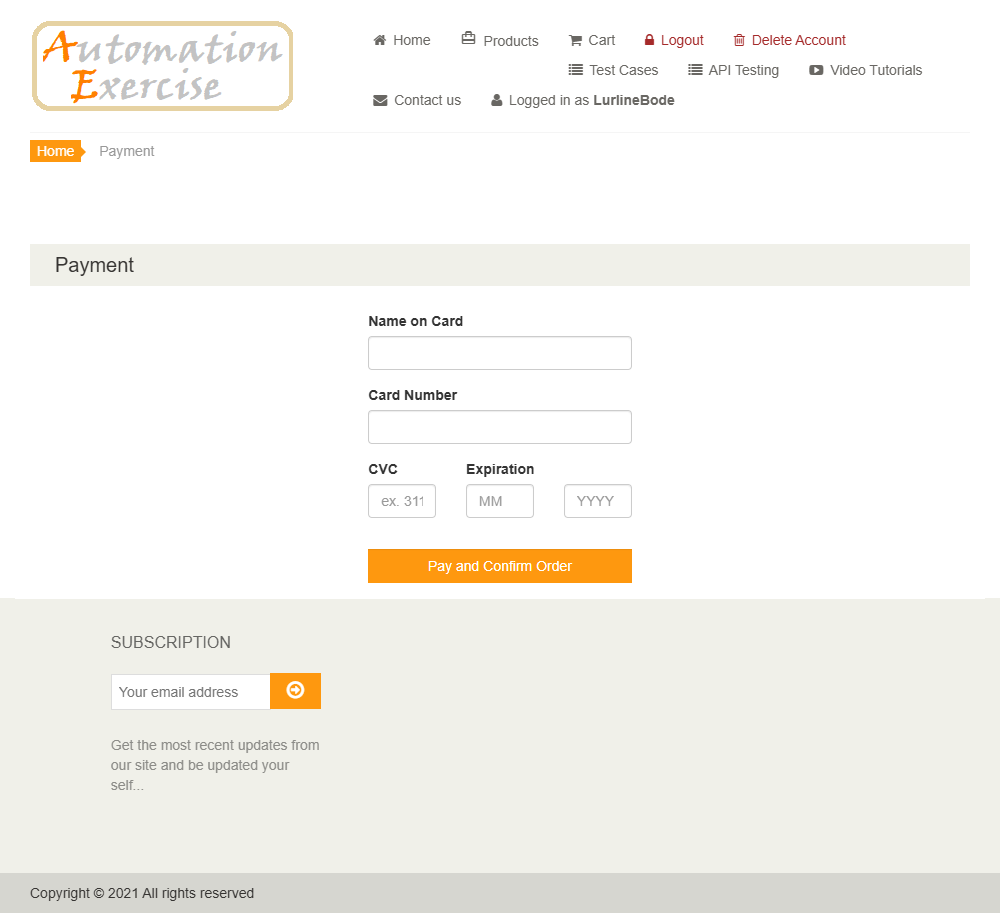 Automation
Exercise
Home Products Cart Logout Delete Account
Test Cases API Testing Video Tutorials
Contact us Logged in as LurlineBode
Home Payment
Payment
Name on Card
Card Number
CVC Expiration
ex. 311 MM YYYY
Pay and Confirm Order
SUBSCRIPTION
Your email address
Get the most recent updates from
our site and be updated your
self...
Copyright © 2021 All rights reserved